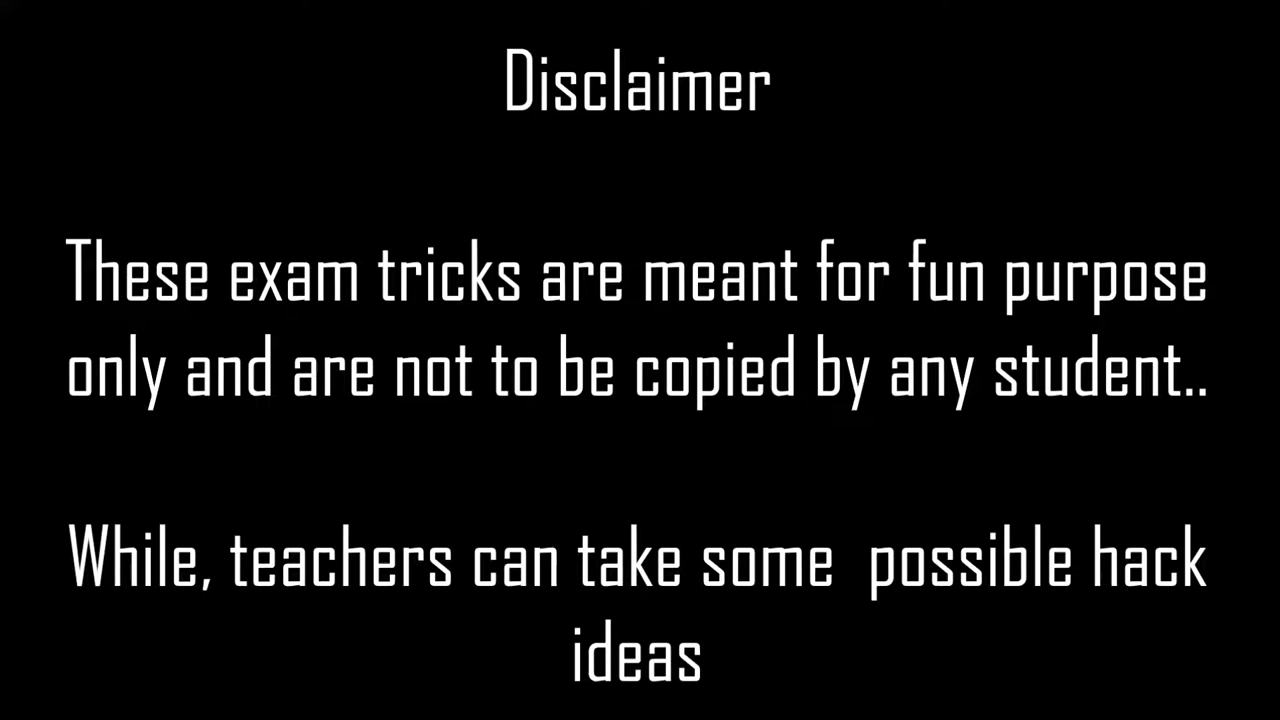 Disclaimer
These exam tricks are meant for fun purpose
only and are not to be copied by any student..
While, teachers can take some possible hack
ideas